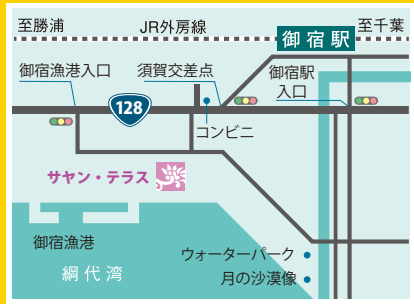 至勝浦
JR外房線
至千葉
御宿駅
御宿漁港入口
須賀交差点
御宿駅
入口
128
コンビニ
サヤン・テラス
御宿漁港
網代湾
ウォーターパーク
月の沙漠像